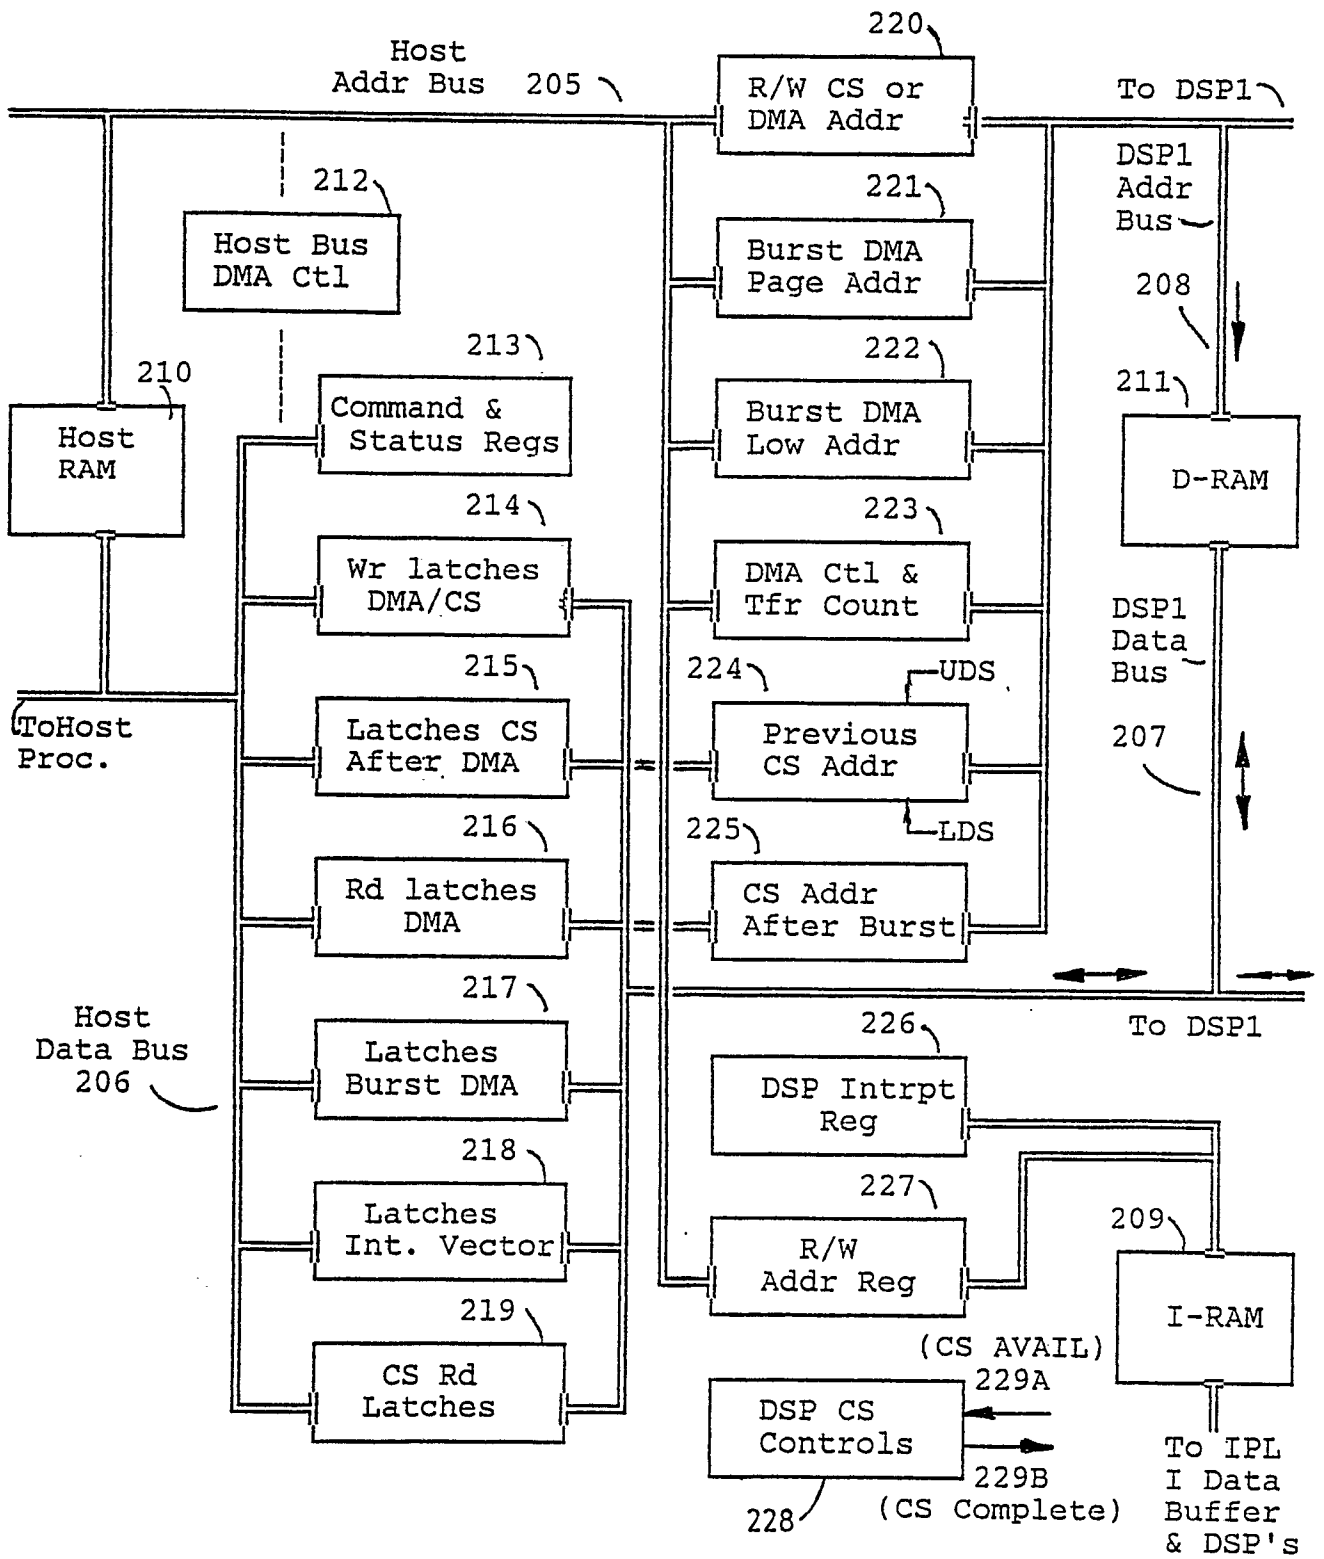 220
Host
Addr Bus 205
R/W CS or
DMA Addr
To DSP1
DSP1
Addr
Bus
212
221
Host Bus
DMA Ctl
Burst DMA
Page Addr
208
213
222
210
211
Command &
Status Regs
Burst DMA
Low Addr
Host
RAM
D-RAM
214
223
Wr latches
DMA/CS
DMA Ctl &
Tfr Count
DSP1
Data
Bus
215
224
UDS
ToHost
Proc.
Latches CS
After DMA
Previous
CS Addr
207
216
225
LDS
Rd latches
DMA
CS Addr
After Burst
217
Host
Data Bus
206
226
To DSP1
Latches
Burst DMA
DSP Intrpt
Reg
218
227
209
Latches
Int. Vector
R/W
Addr Reg
219
I-RAM
(CS AVAIL)
229A
CS Rd
Latches
DSP CS
Controls
229B
(CS Complete)
228
To IPL
I Data
Buffer
& DSP's